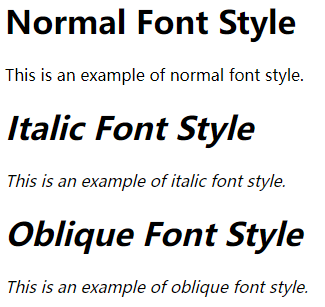 Normal Font Style
This is an example of normal font style.
Italic Font Style
This is an example of italic font style.
Oblique Font Style
This is an example of oblique font style.